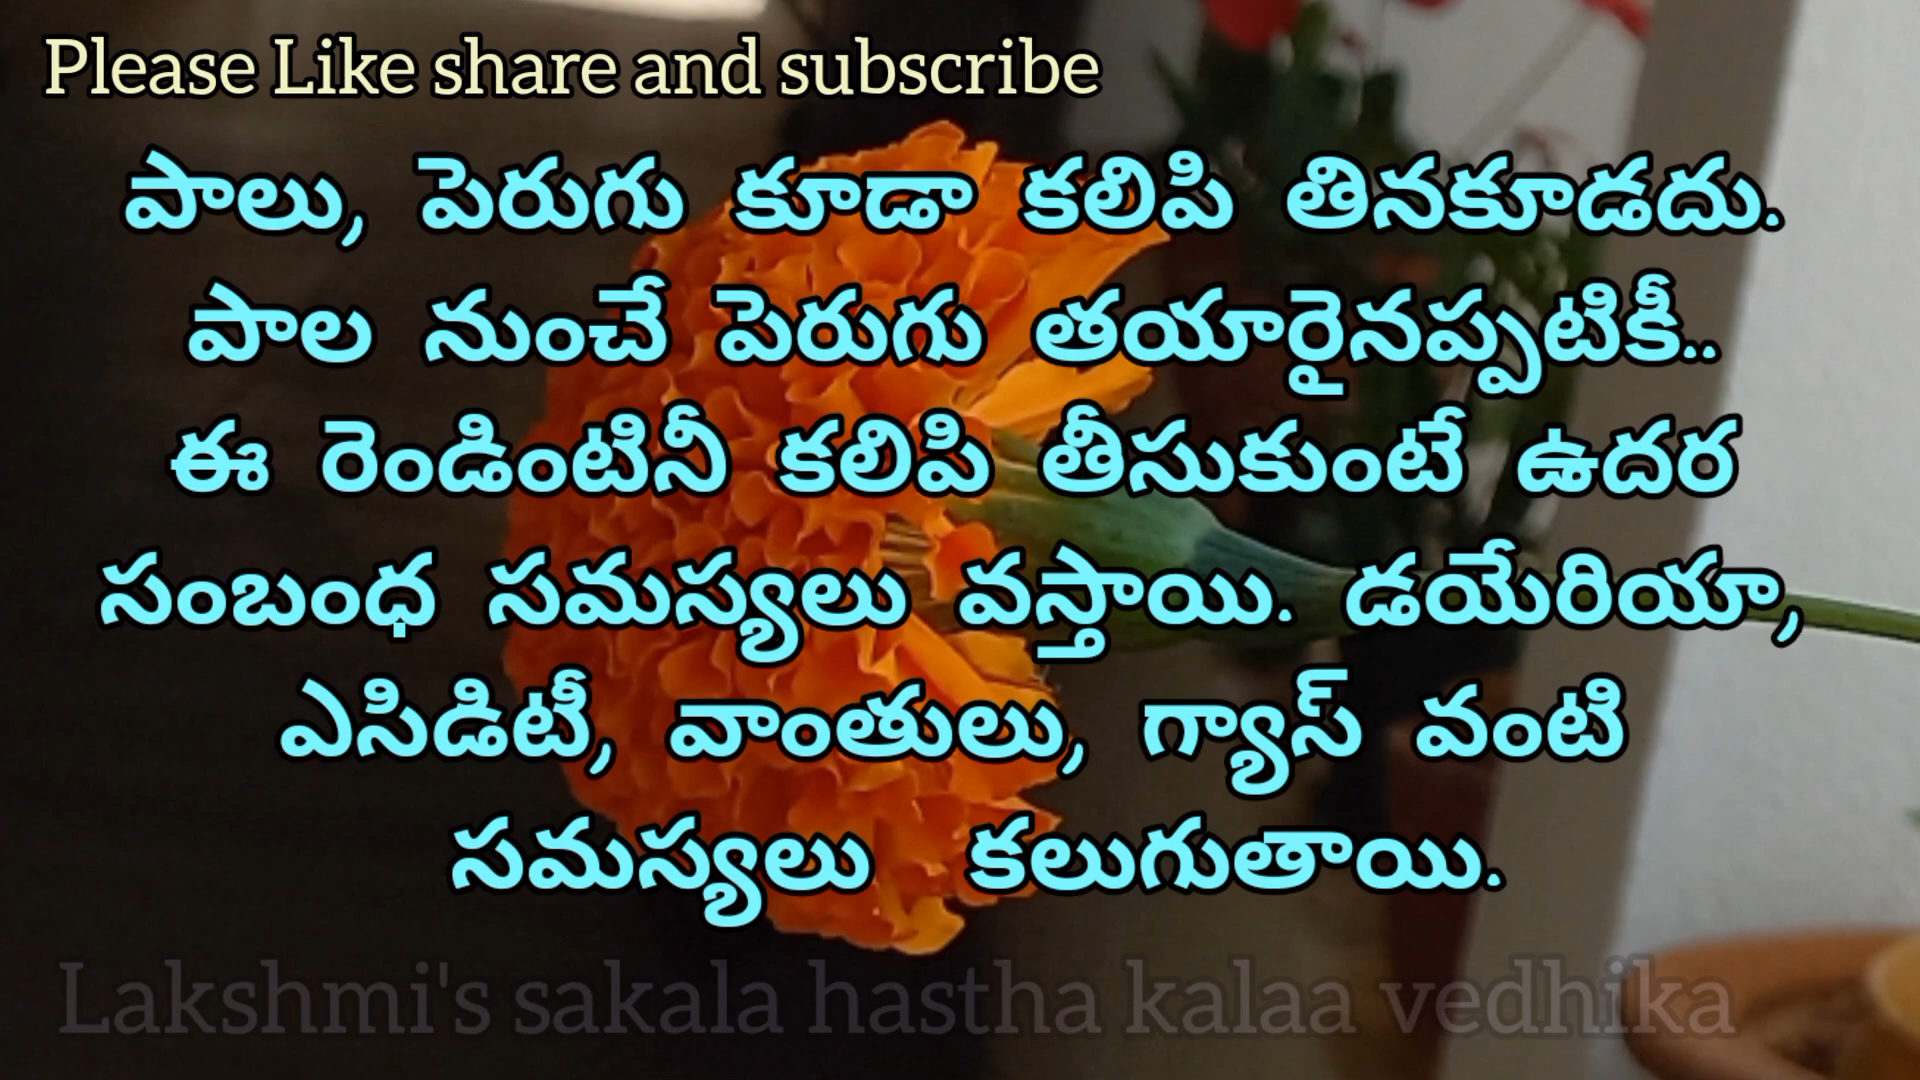 Please Like share and subscribe
పాలు, పెరుగు కూడా కలిపి తినకూడదు.
పాల నుంచే పెరుగు తయారైనప్పటికీ..
ఈ రెండింటినీ కలిపి తీసుకుంటే ఉదర
సంబంధ సమస్యలు వస్తాయి. డయేరియా,
ఎసిడిటీ, వాంతులు, గ్యాస్ వంటి
సమస్యలు కలుగుతాయి.
Lakshmi's sakala hastha kalaa vedhika